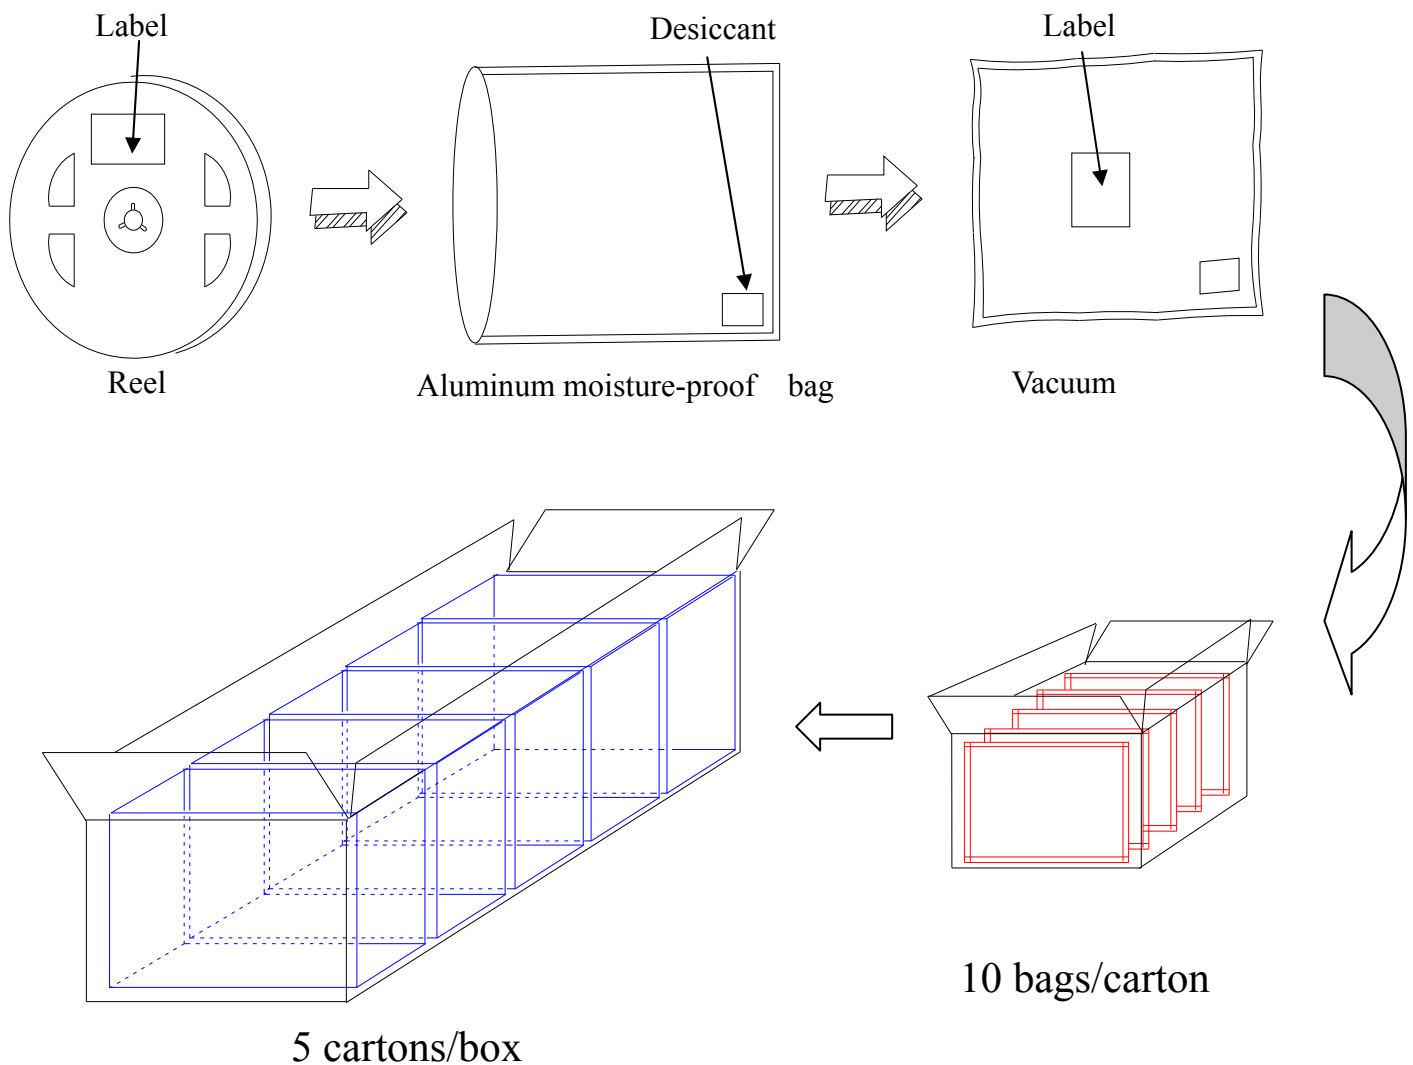 Label
Desiccant
Label
Reel
Aluminum moisture-proof bag
Vacuum
10 bags/carton
5 cartons/box